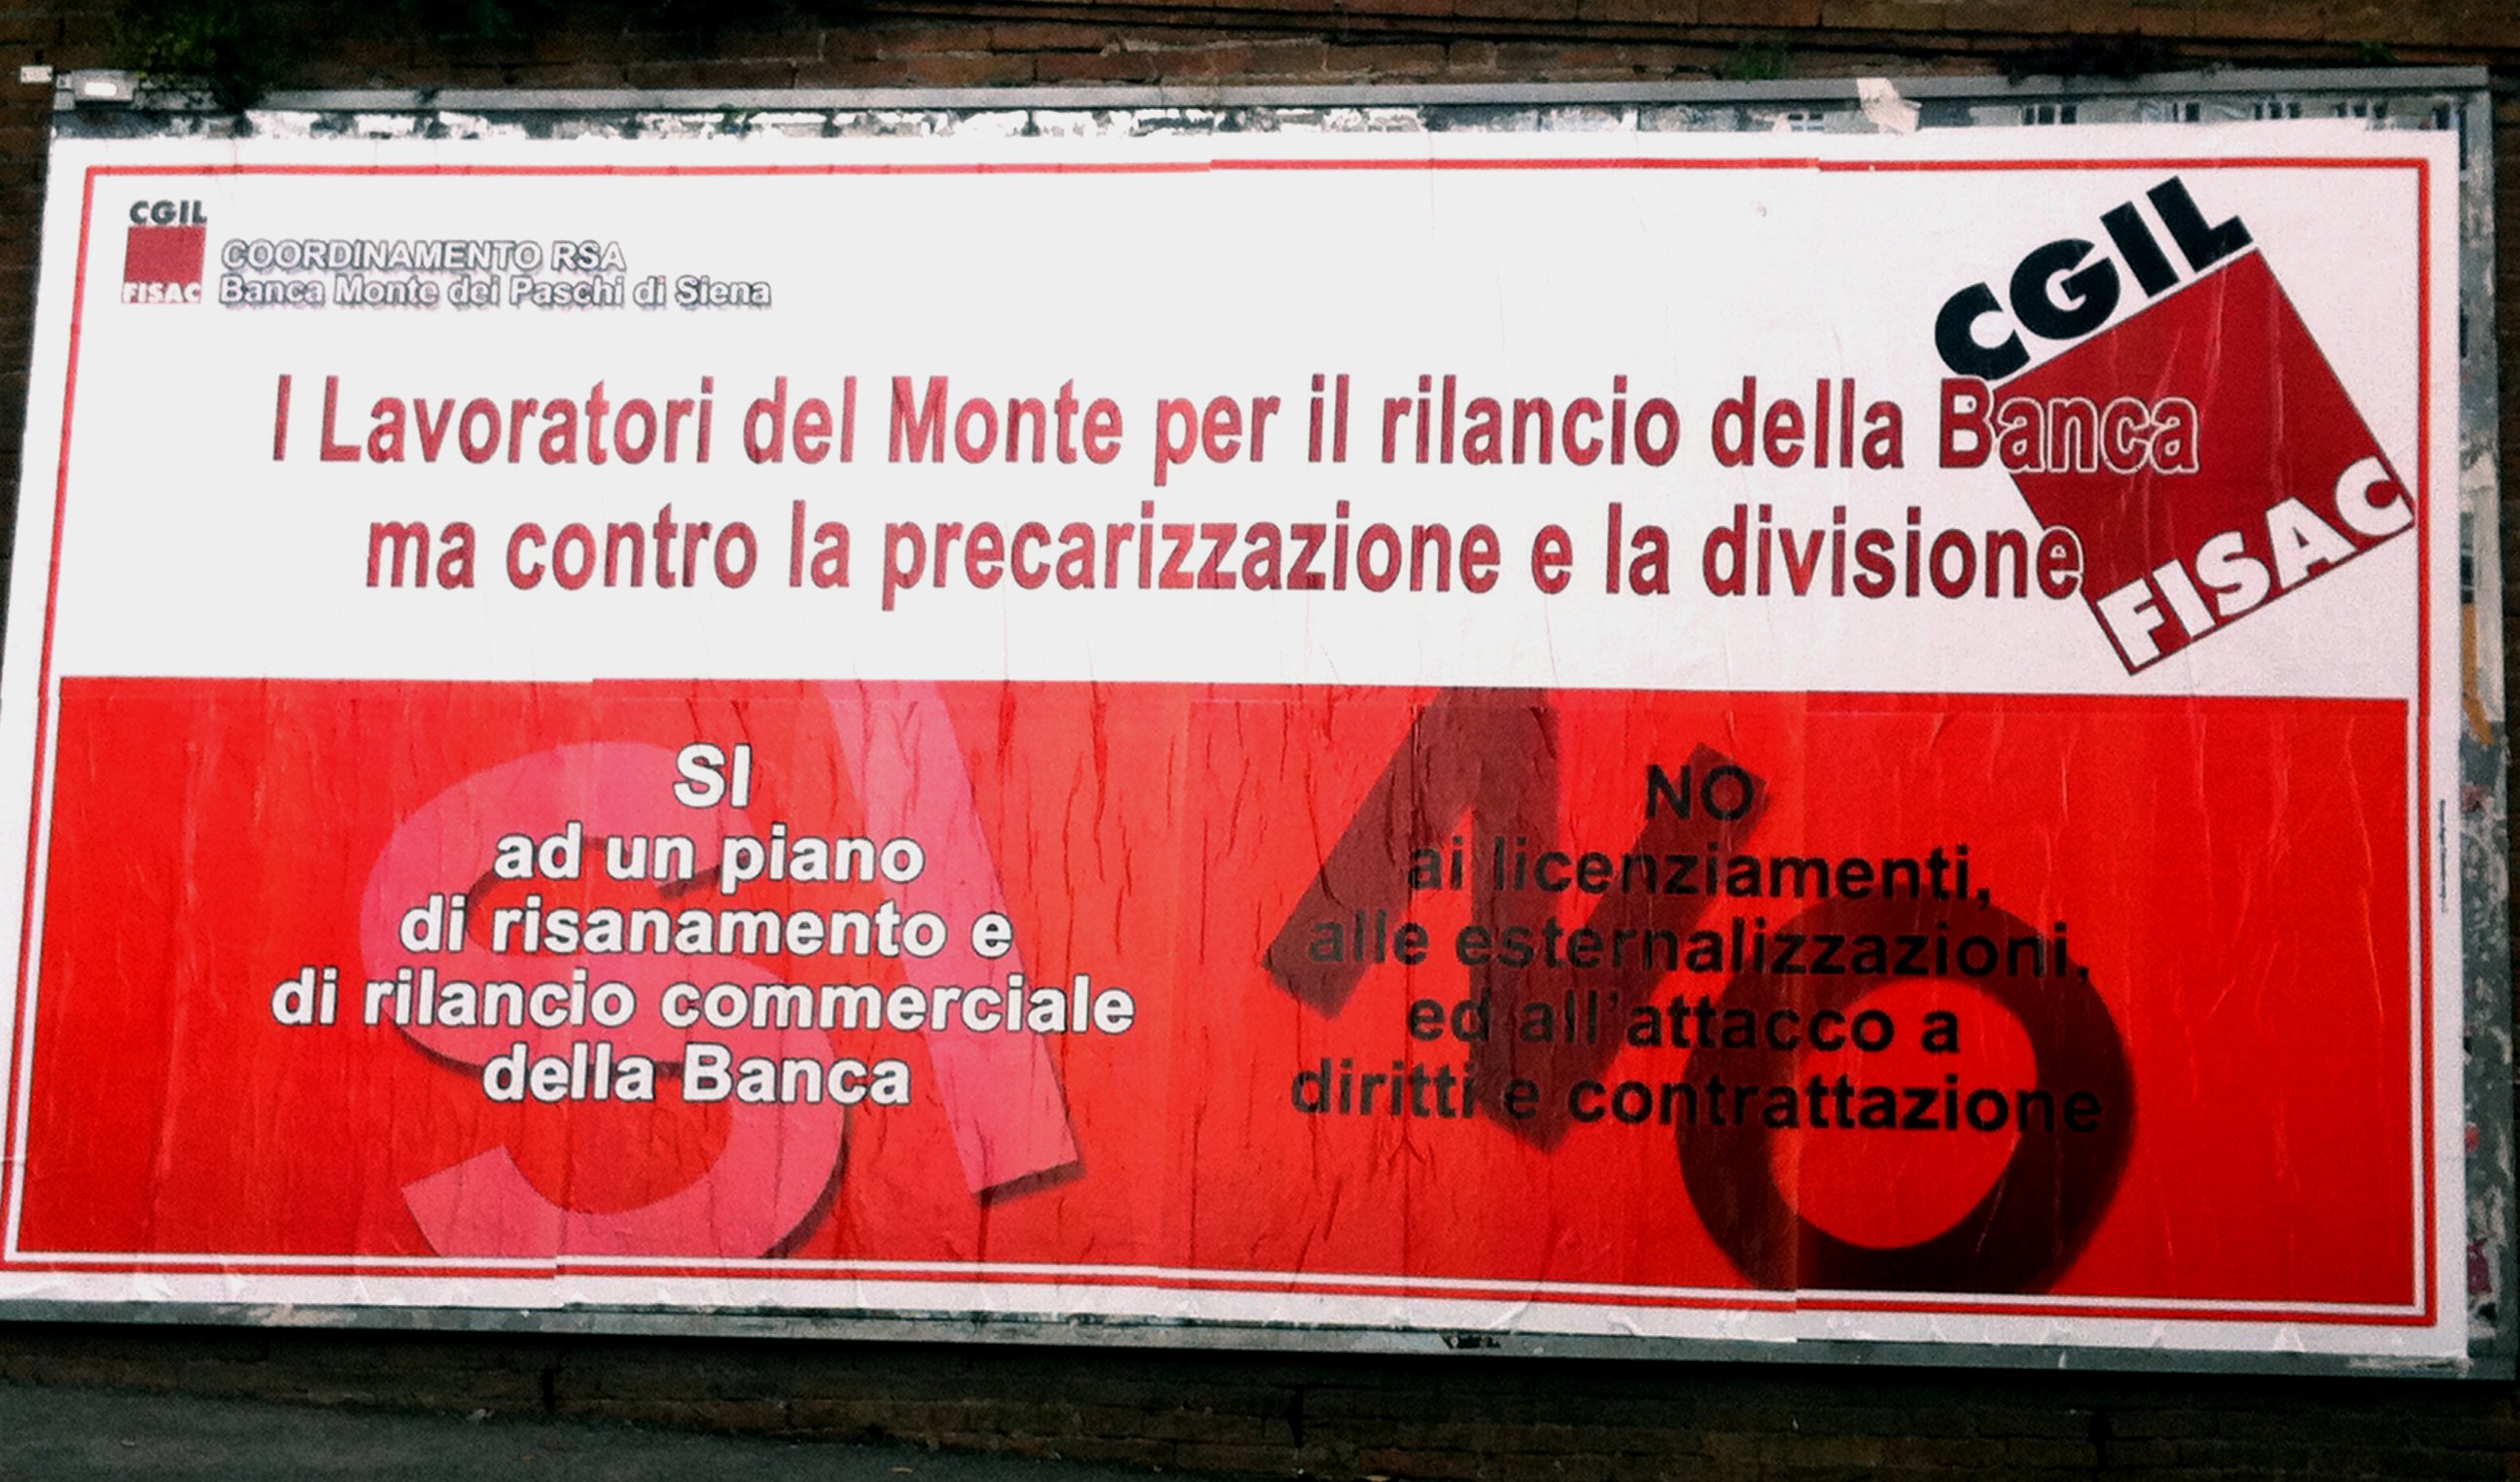 CGIL
FISAC
COORDINAMENTO RSA
Banca Monte dei Paschi di Siena
CGIL
FISAC
I Lavoratori del Monte per il rilancio della Banca
ma contro la precarizzazione e la divisione
SI
SI
ad un piano
di risanamento e
di rilancio commerciale
della Banca
NO
NO
ai licenziamenti,
alle esternalizzazioni,
ed all'attacco a
diritti e contrattazione